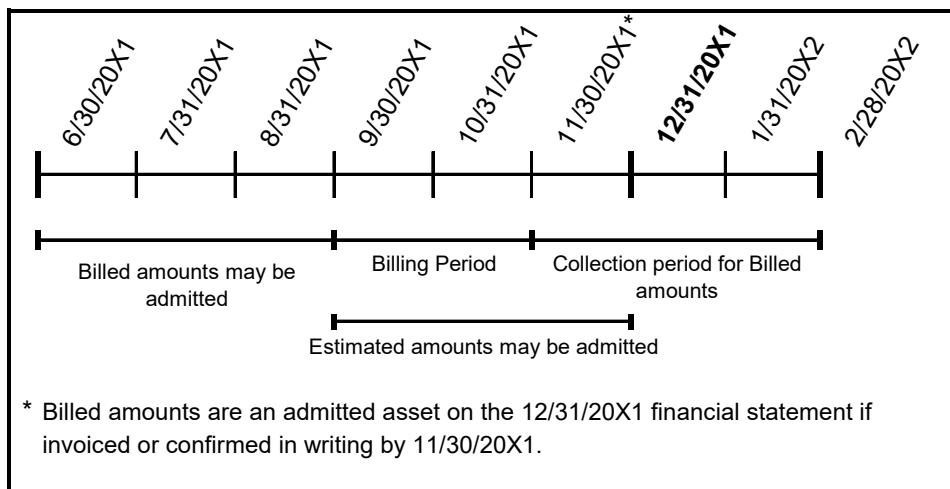 6/30/20X1
7/31/20X1
8/31/20X1
9/30/20X1
10/31/20X1
11/30/20X1*
12/31/20X1
1/31/20X2
2/28/20X2
Billed amounts may be
admitted
Billing Period
Collection period for Billed
amounts
Estimated amounts may be admitted
* Billed amounts are an admitted asset on the 12/31/20X1 financial statement if
invoiced or confirmed in writing by 11/30/20X1.